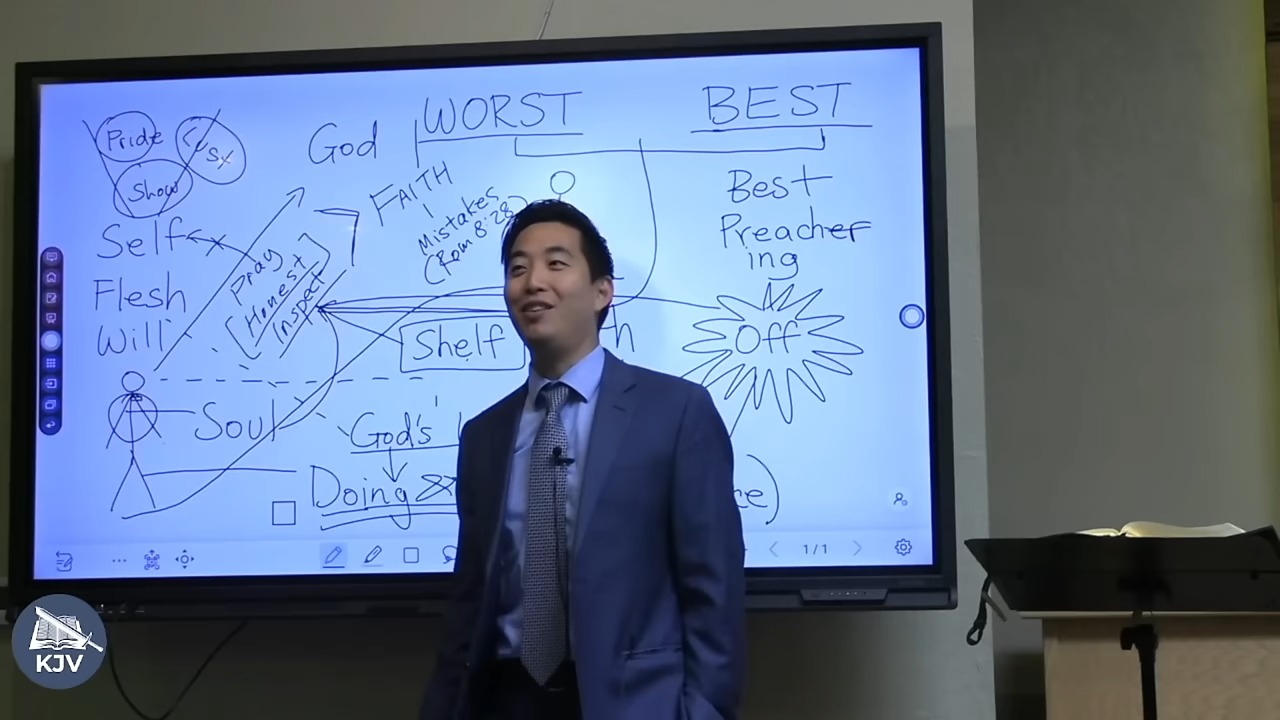 Pride
Show
God
WORST
BEST
FAITH
Mistakes
(Rom 8:28)
Best
Preacher
ing
Self
Flesh
Will
Pray
[Honest]
Inspect
Shelf
Off
Soul
God's
Doing &
1/1
KJV